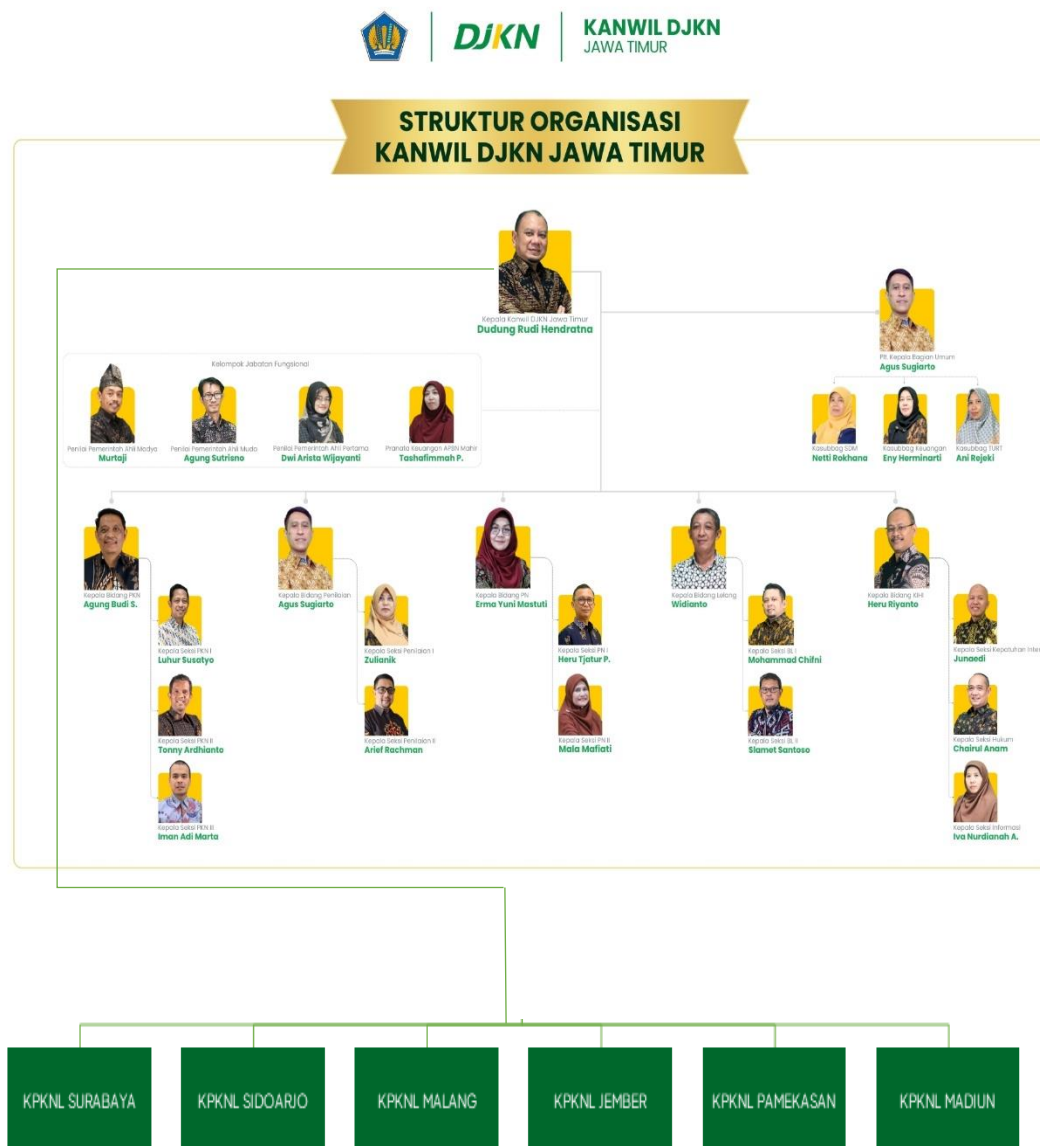 DJKN
KANWIL DJKN
JAWA TIMUR
STRUKTUR ORGANISASI
KANWIL DJKN JAWA TIMUR
Kepala Kanwil DJKN Jawa Timur
Dudung Rudi Hendratna
Plt. Kepala Bagian Umum
Agus Sugiarto
Kelompok Jabatan Fungsional
Penilai Pemerintah Ahli Madya
Murtaji
Penilai Pemerintah Ahli Muda
Agung Sutrisno
Penilai Pemerintah Ahli Pertama
Dwi Arista Wijayanti
Pranata Keuangan APBN Mahir
Tashafimmah P.
Kasubbag SDM
Netti Rokhana
Kasubbag Keuangan
Eny Herminarti
Kasubbag TURT
Ani Rejeki
Kepala Bidang PKN
Agung Budi S.
Kepala Bidang Penilaian
Agus Sugiarto
Kepala Bidang PN
Erma Yuni Mastuti
Kepala Bidang Lelang
Widianto
Kepala Bidang KIHI
Heru Riyanto
Kepala Seksi PKN I
Luhur Susatyo
Kepala Seksi Penilaian I
Zulianik
Kepala Seksi PN I
Heru Tjatur P.
Kepala Seksi BL I
Mohammad Chifni
Kepala Seksi Kepatuhan Inter
Junaedi
Kepala Seksi PKN II
Tonny Ardhianto
Kepala Seksi Penilaian II
Arief Rachman
Kepala Seksi PN II
Mala Mafiati
Kepala Seksi BL II
Slamet Santoso
Kepala Seksi Hukum
Chairul Anam
Kepala Seksi PKN III
Iman Adi Marta
Kepala Seksi Informasi
Iva Nurdianah A.
KPKNL SURABAYA
KPKNL SIDOARJO
KPKNL MALANG
KPKNL JEMBER
KPKNL PAMEKASAN
KPKNL MADIUN